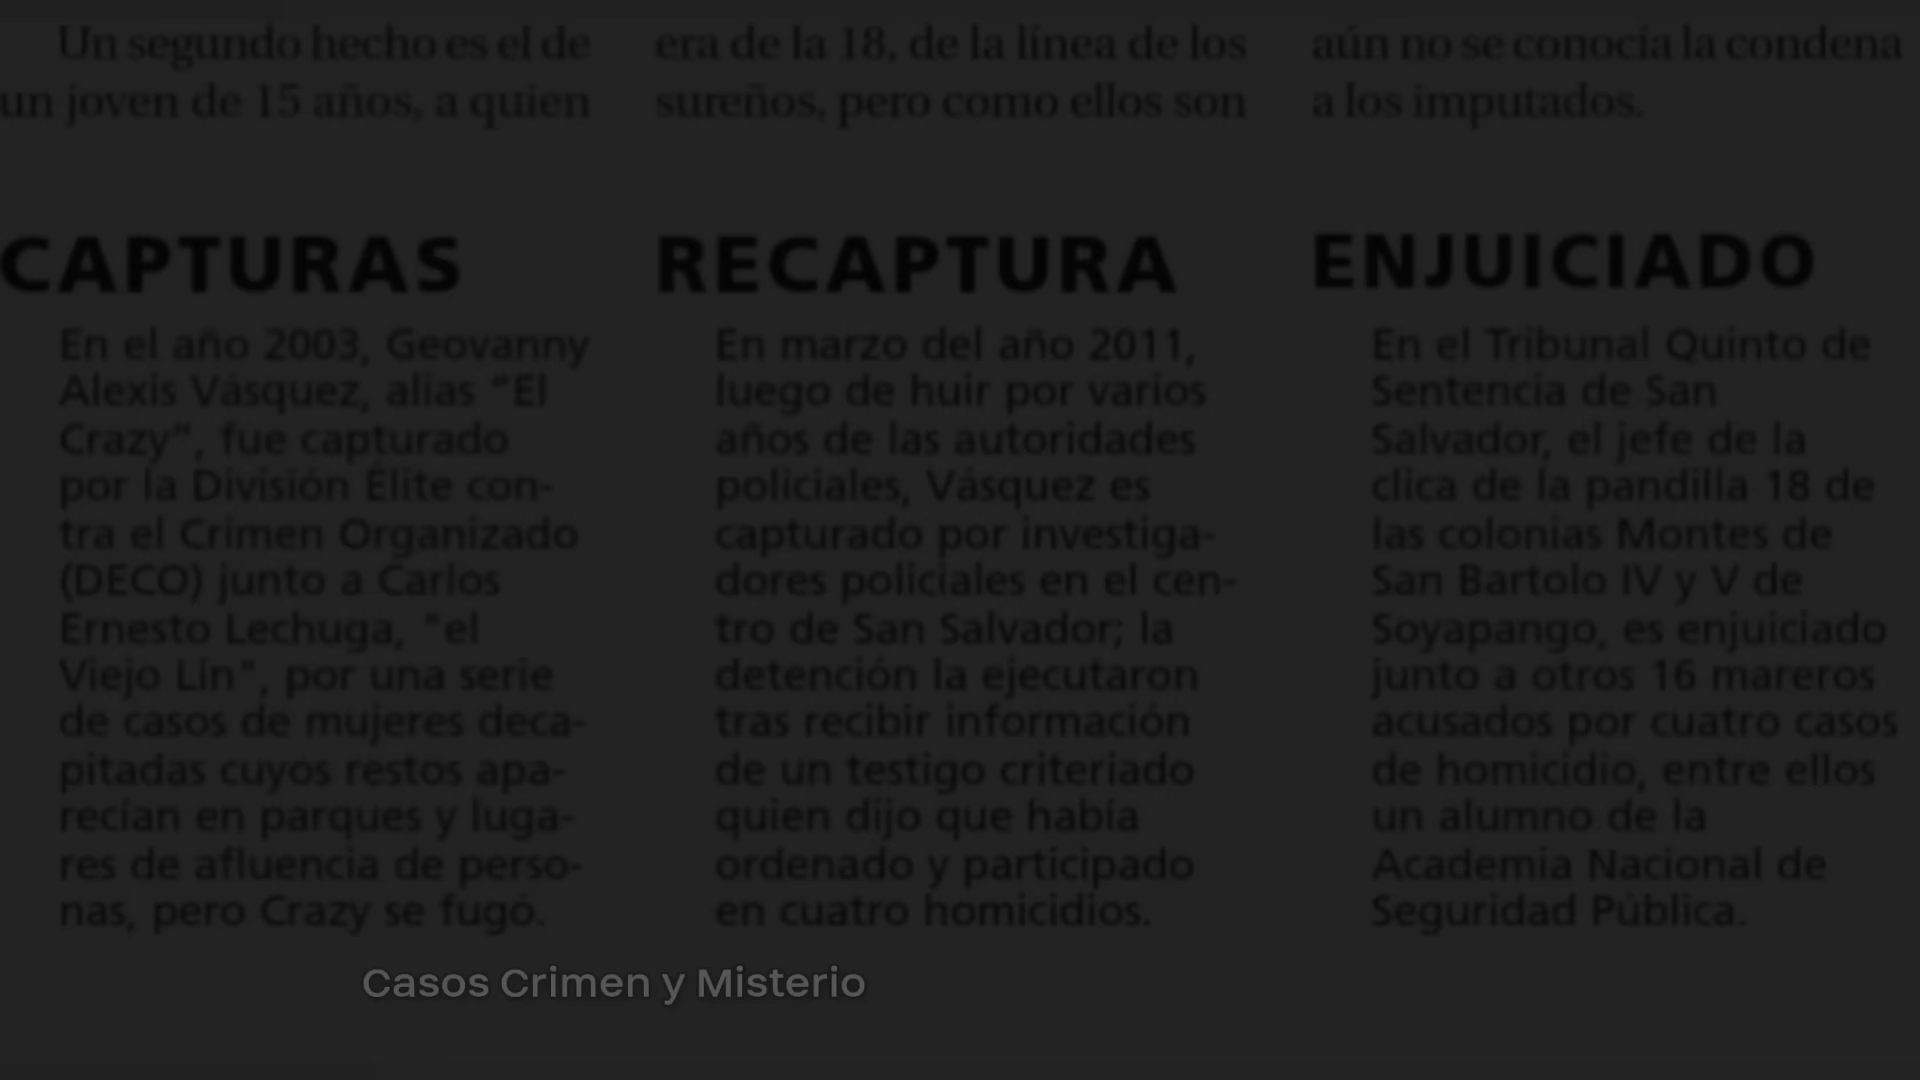 Un segundo hecho es el de
un joven de 15 años, a quien
era de la 18, de la línea de los
sureños, pero como ellos son
aún no se conocía la condena
a los imputados.
CAPTURAS
En el año 2003, Geovanny
Alexis Vásquez, alias "El
Crazy", fue capturado
por la División Élite con-
tra el Crimen Organizado
(DECO) junto a Carlos
Ernesto Lechuga, "el
Viejo Lín", por una serie
de casos de mujeres deca-
pitadas cuyos restos apa-
recían en parques y luga-
res de afluencia de perso-
nas, pero Crazy se fugó.
RECAPTURA
En marzo del año 2011,
luego de huir por varios
años de las autoridades
policiales, Vásquez es
capturado por investiga-
dores policiales en el cen-
tro de San Salvador; la
detención la ejecutaron
tras recibir información
de un testigo criteriado
quien dijo que había
ordenado y participado
en cuatro homicidios.
ENJUICIADO
En el Tribunal Quinto de
Sentencia de San
Salvador, el jefe de la
clica de la pandilla 18 de
las colonias Montes de
San Bartolo IV y V de
Soyapango, es enjuiciado
junto a otros 16 mareros
acusados por cuatro casos
de homicidio, entre ellos
un alumno de la
Academia Nacional de
Seguridad Pública.
Casos Crimen y Misterio